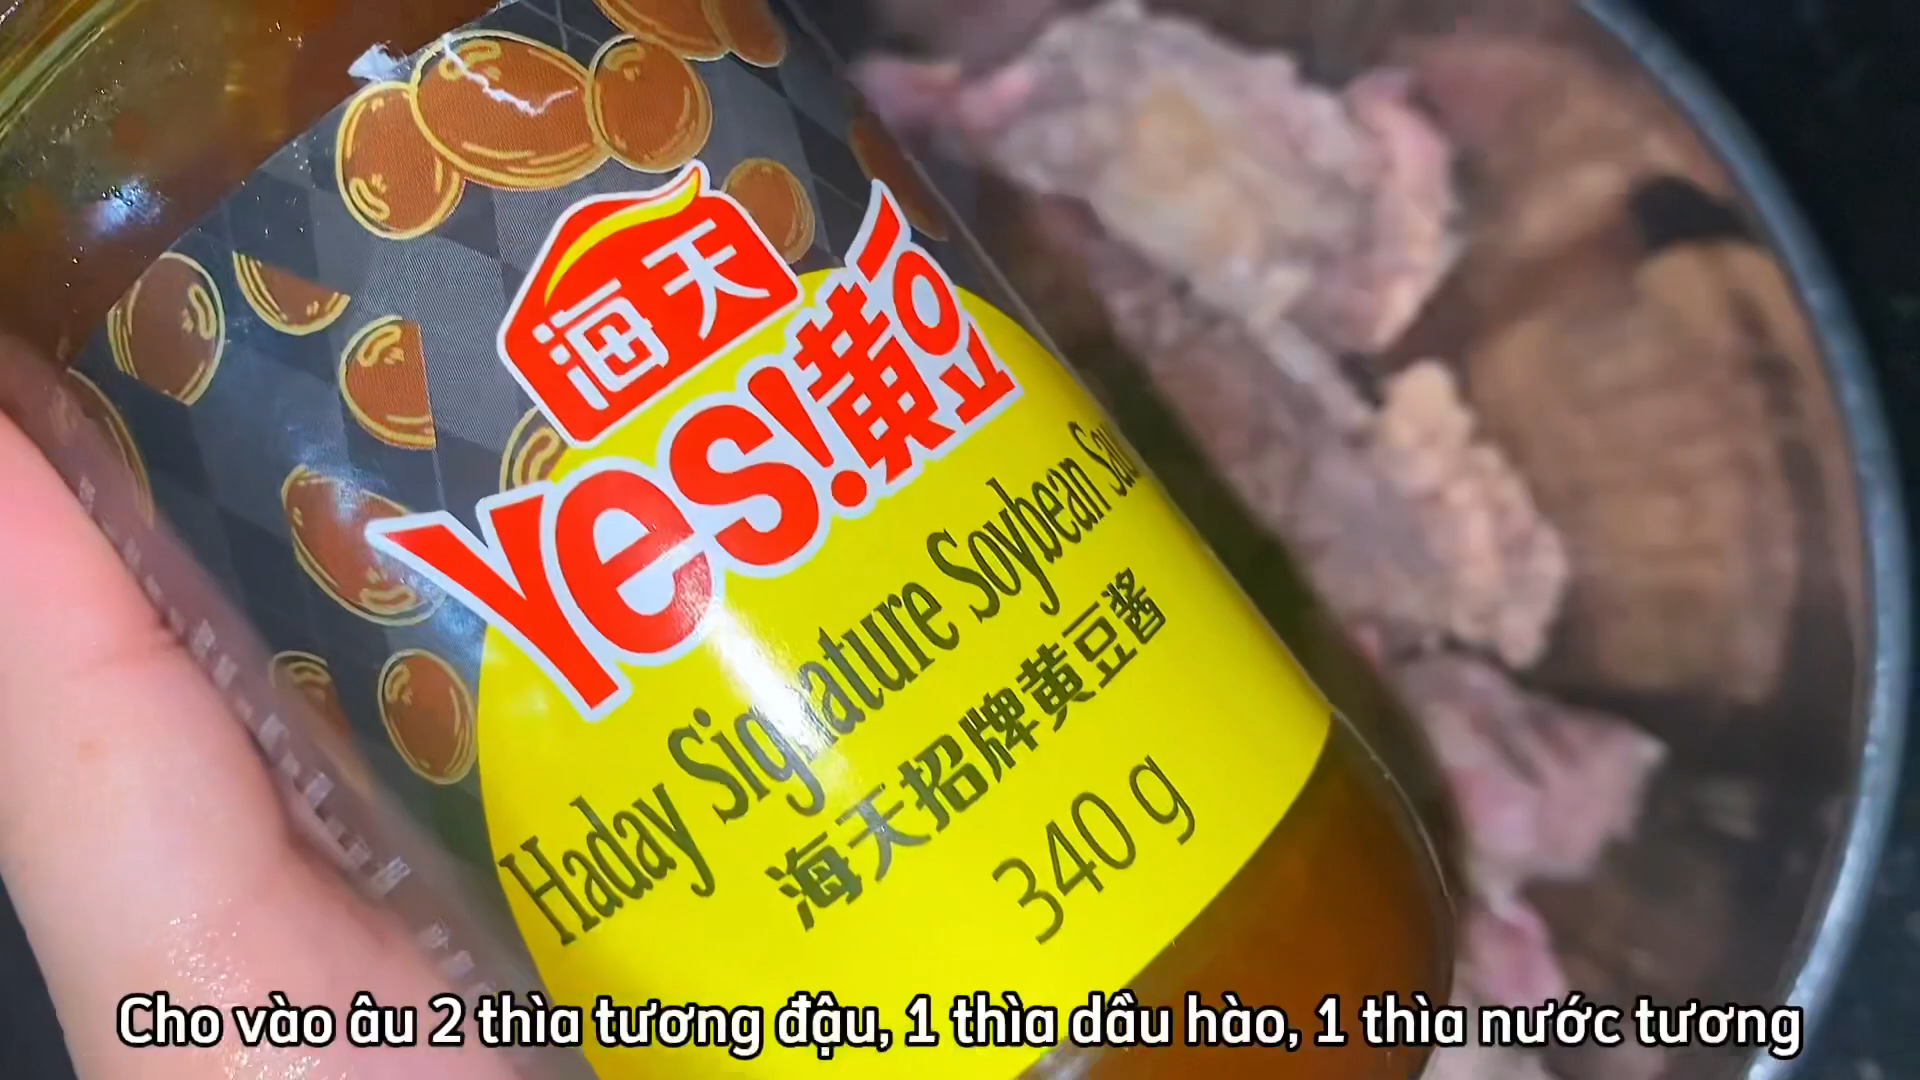 海天
yes!黄豆
Haday Signature Soybean
海天招牌黄豆酱
340 g
Cho vào âu 2 thìa tương đậu, 1 thìa dầu hào, 1 thìa nước tương